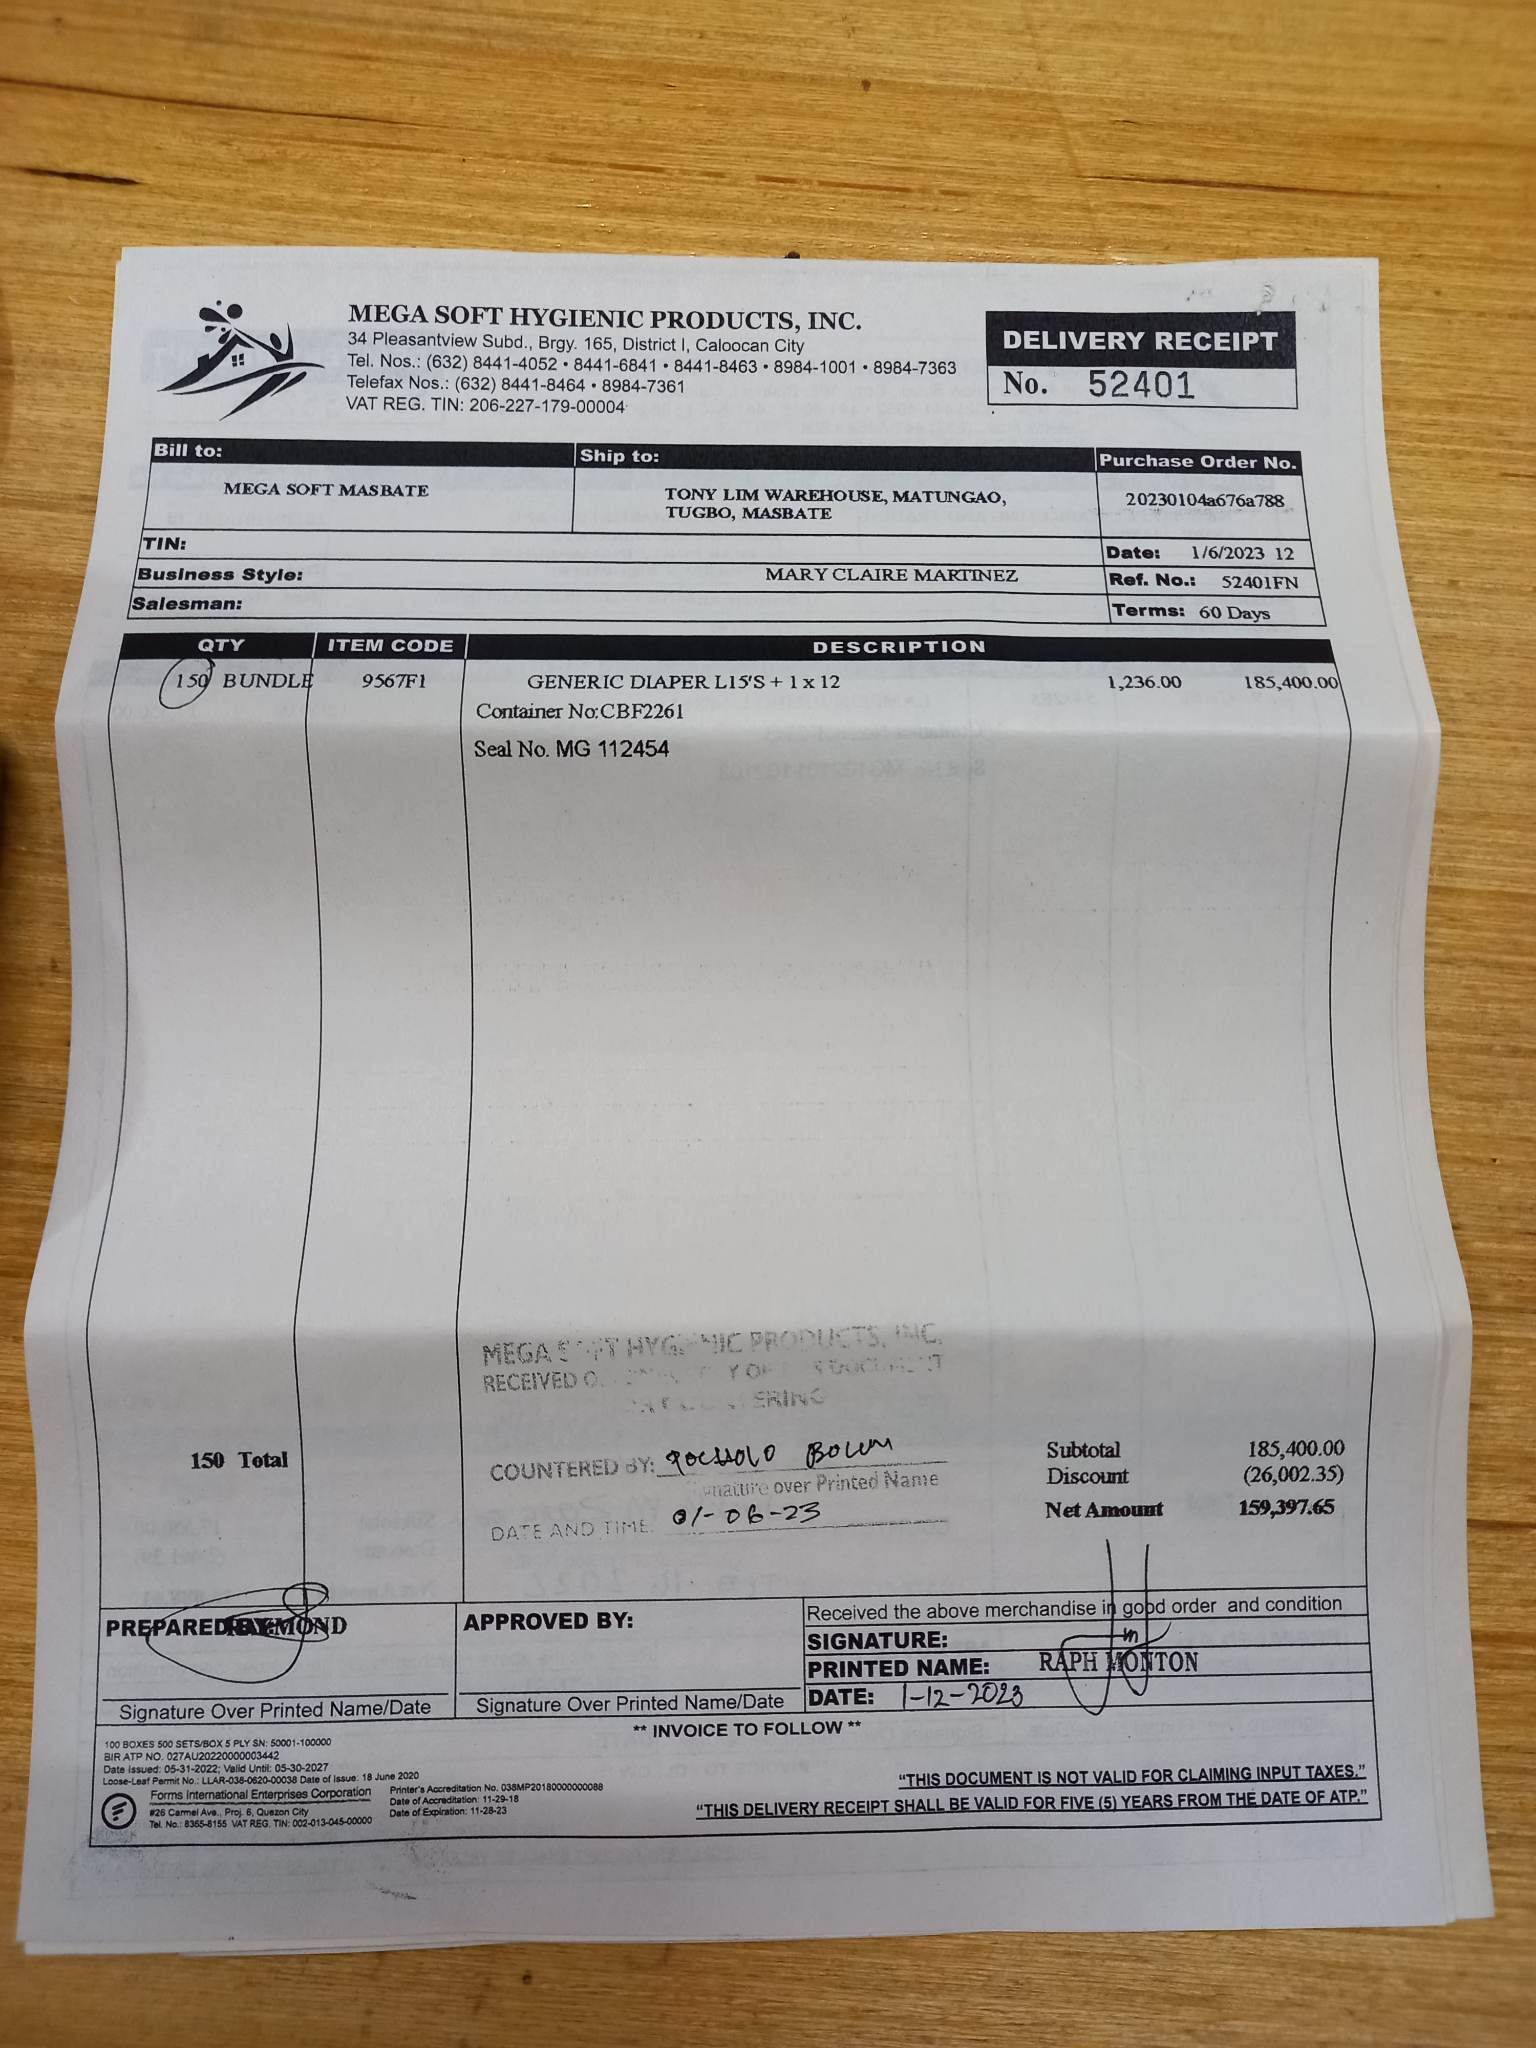 MEGA SOFT HYGIENIC PRODUCTS, INC.
34 Pleasantview Subd., Brgy. 165, District I, Caloocan City
Tel. Nos.: (632) 8441-4052 • 8441-6841 • 8441-8463 • 8984-1001 • 8984-7363
Telefax Nos.: (632) 8441-8464 • 8984-7361
VAT REG. TIN: 206-227-179-00004
DELIVERY RECEIPT
No. 52401
Bill to: Ship to: Purchase Order No.
MEGA SOFT MASBATE TONY LIM WAREHOUSE, MATUNGAO, 20230104a676a788
TUGBO, MASBATE
TIN: Date: 1/6/2023 12
Business Style: MARY CLAIRE MARTINEZ Ref. No.: 52401FN
Salesman: Terms: 60 Days
QTY ITEM CODE DESCRIPTION
150 BUNDLE 9567F1 GENERIC DIAPER L15'S + 1 x 12 1,236.00 185,400.00
Container No:CBF2261
Seal No. MG 112454
MEGA SOFT HYGIENIC PRODUCTS, INC.
RECEIVED
COUNTERED BY:
Signature over Printed Name
DATE AND TIME: 01-06-23
150 Total
Subtotal 185,400.00
Discount (26,002.35)
Net Amount 159,397.65
PREPARED BY: RAYMOND
Signature Over Printed Name/Date
APPROVED BY:
Signature Over Printed Name/Date
Received the above merchandise in good order and condition
SIGNATURE:
PRINTED NAME: RAPH MONTON
DATE: 1-12-2023
** INVOICE TO FOLLOW **
100 BOXES 500 SETS/BOX 5 PLY SN: 50001-100000
BIR ATP NO. 027AU20220000003442
Date Issued: 05-31-2022; Valid Until: 05-30-2027
Loose-Leaf Permit No.: LLAR-038-0620-00038 Date of Issue: 18 June 2020
Forms International Enterprises Corporation
#26 Carmel Ave., Proj. 6, Quezon City
Tel. No.: 8365-8155 VAT REG. TIN: 002-013-045-00000
Printer's Accreditation No. 038MP20180000000088
Date of Accreditation: 11-29-18
Date of Expiration: 11-28-23
"THIS DOCUMENT IS NOT VALID FOR CLAIMING INPUT TAXES."
"THIS DELIVERY RECEIPT SHALL BE VALID FOR FIVE (5) YEARS FROM THE DATE OF ATP."